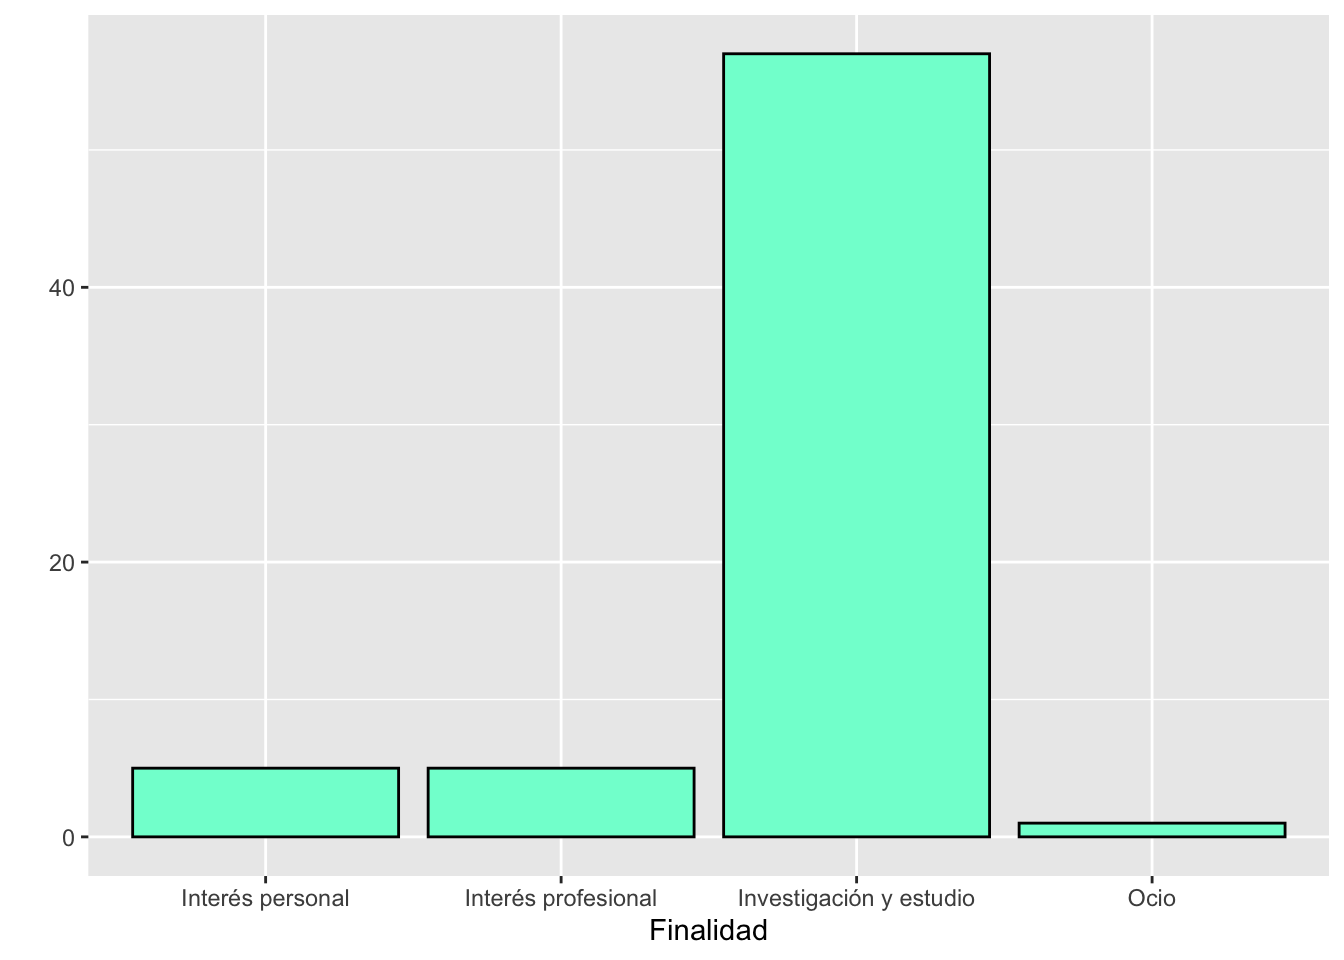 40
20
0
Interés personal
Interés profesional
Investigación y estudio
Ocio
Finalidad